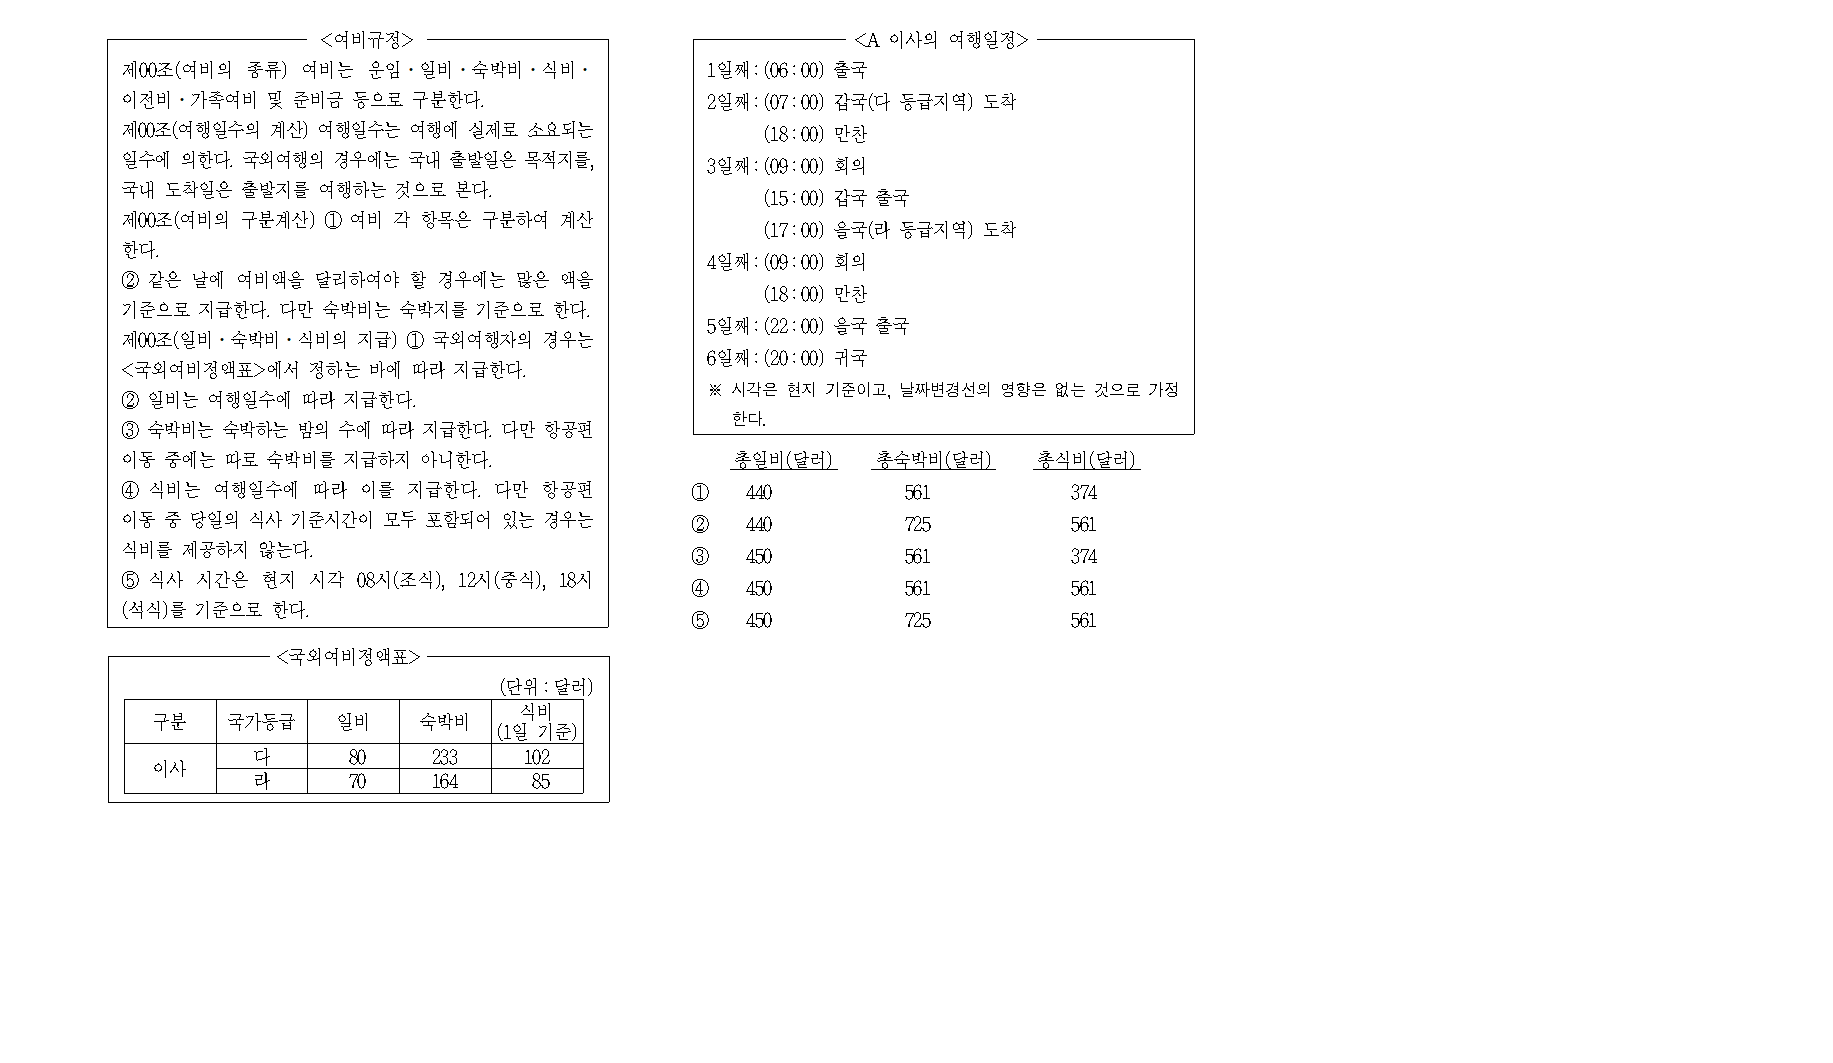 <여비규정>
제00조(여비의 종류) 여비는 운임·일비·숙박비·식비·
이전비·가족여비 및 준비금 등으로 구분한다.
제00조(여행일수의 계산) 여행일수는 여행에 실제로 소요되는
일수에 의한다. 국외여행의 경우에는 국내 출발일은 목적지를,
국내 도착일은 출발지를 여행하는 것으로 본다.
제00조(여비의 구분계산) ① 여비 각 항목은 구분하여 계산
한다.
② 같은 날에 여비액을 달리하여야 할 경우에는 많은 액을
기준으로 지급한다. 다만 숙박비는 숙박지를 기준으로 한다.
제00조(일비·숙박비·식비의 지급) ① 국외여행자의 경우는
<국외여비정액표>에서 정하는 바에 따라 지급한다.
② 일비는 여행일수에 따라 지급한다.
③ 숙박비는 숙박하는 밤의 수에 따라 지급한다. 다만 항공편
이동 중에는 따로 숙박비를 지급하지 아니한다.
④ 식비는 여행일수에 따라 이를 지급한다. 다만 항공편
이동 중 당일의 식사 기준시간이 모두 포함되어 있는 경우는
식비를 제공하지 않는다.
⑤ 식사 시간은 현지 시각 08시(조식), 12시(중식), 18시
(석식)를 기준으로 한다.
<국외여비정액표>
(단위 : 달러)
구분 국가등급 일비 숙박비 식비
(1일 기준)
이사 다 80 233 102
라 70 164 85
<A 이사의 여행일정>
1일째 : (06 : 00) 출국
2일째 : (07 : 00) 갑국(다 등급지역) 도착
(18 : 00) 만찬
3일째 : (09 : 00) 회의
(15 : 00) 갑국 출국
(17 : 00) 을국(라 등급지역) 도착
4일째 : (09 : 00) 회의
(18 : 00) 만찬
5일째 : (22 : 00) 을국 출국
6일째 : (20 : 00) 귀국
※ 시각은 현지 기준이고, 날짜변경선의 영향은 없는 것으로 가정
한다.
총일비(달러) 총숙박비(달러) 총식비(달러)
① 440 561 374
② 440 725 561
③ 450 561 374
④ 450 561 561
⑤ 450 725 561